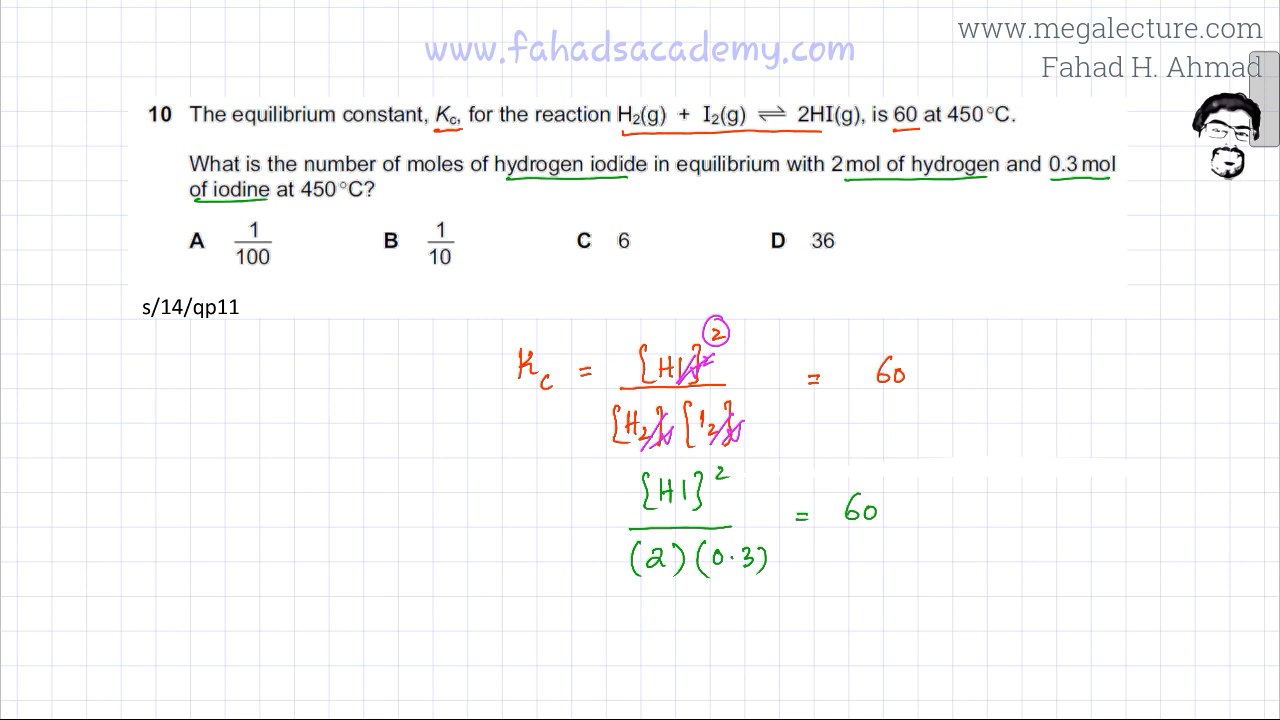 www.megalecture.com
www.fahadsacademy.com
Fahad H. Ahmad
10 The equilibrium constant, Kc, for the reaction H₂(g) + I₂(g) ⇌ 2HI(g), is 60 at 450 °C.
What is the number of moles of hydrogen iodide in equilibrium with 2 mol of hydrogen and 0.3 mol
of iodine at 450 °C?
A 1/100 B 1/10 C 6 D 36
s/14/qp11
Kc = [HI]² / [H₂] [I₂] = 60
[HI]² / (2) (0.3) = 60